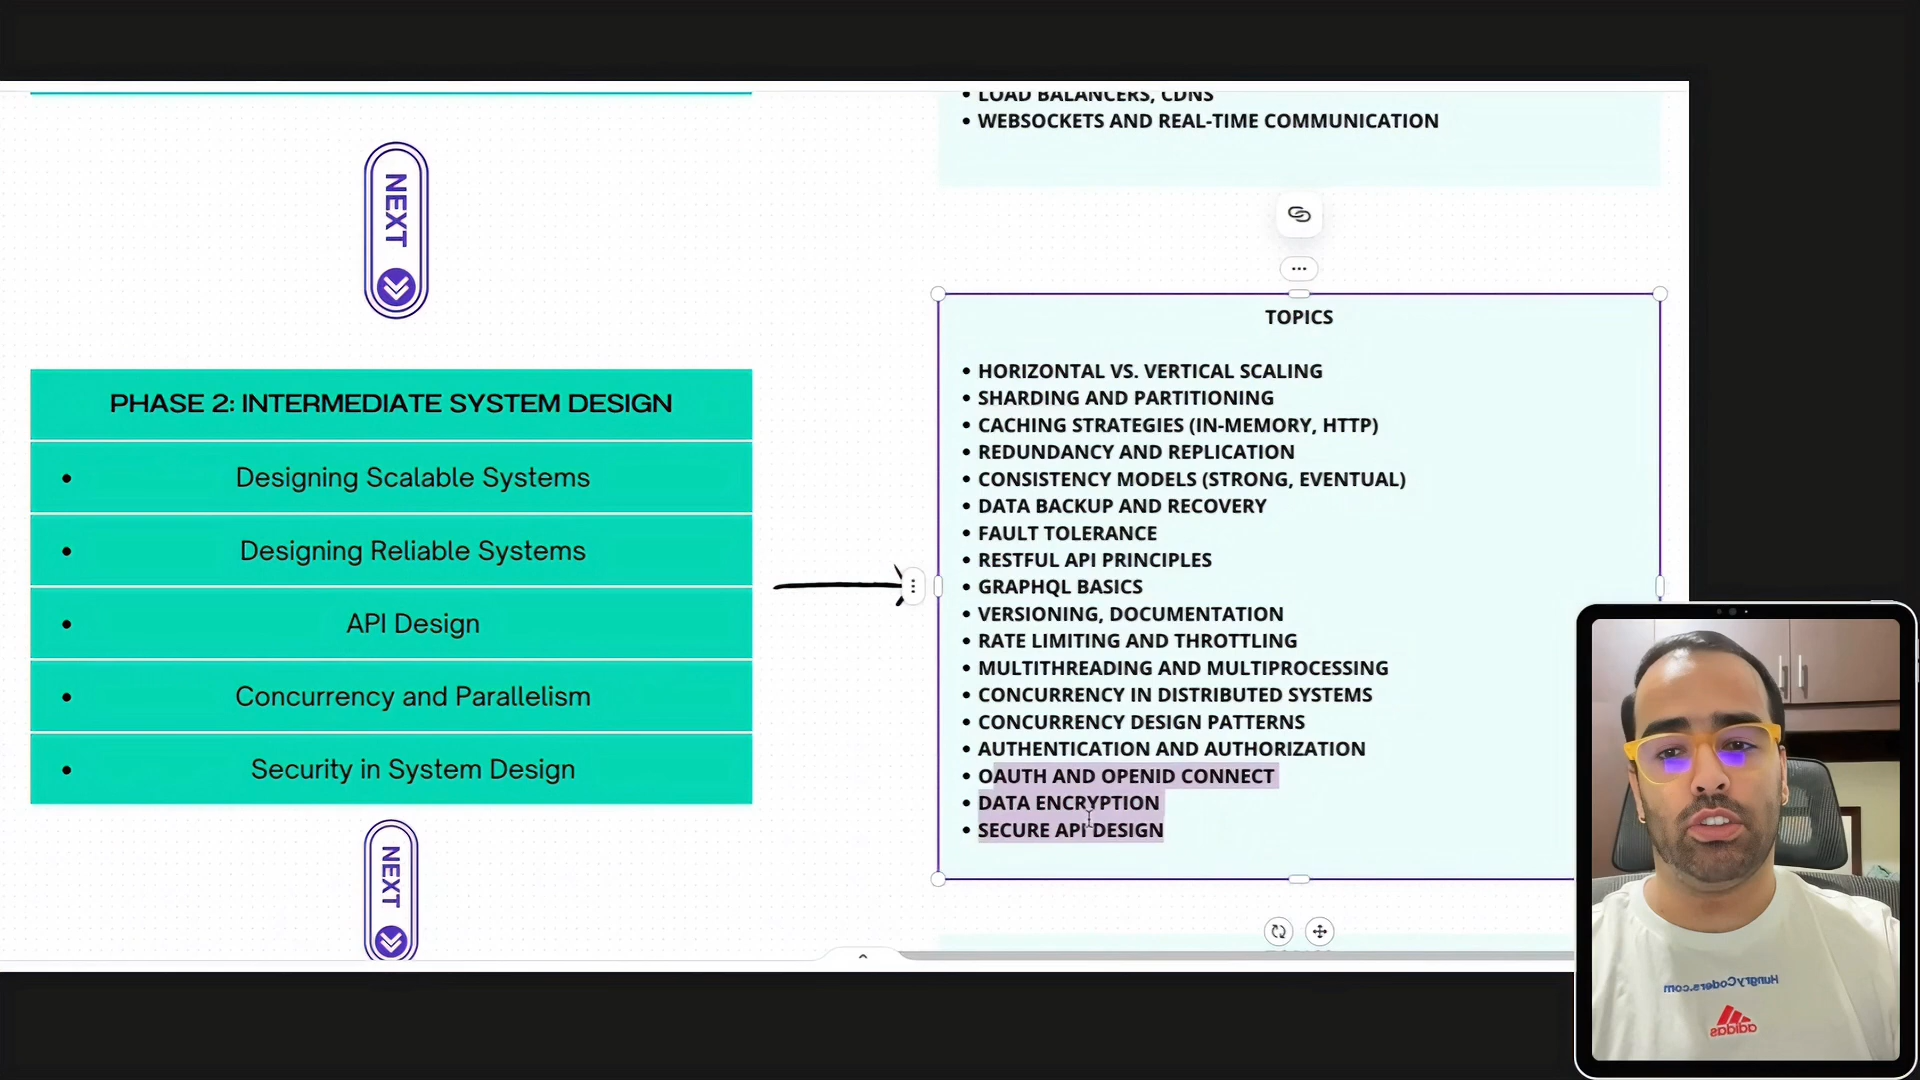 LOAD BALANCERS, CDNS
WEBSOCKETS AND REAL-TIME COMMUNICATION
NEXT
PHASE 2: INTERMEDIATE SYSTEM DESIGN
Designing Scalable Systems
Designing Reliable Systems
API Design
Concurrency and Parallelism
Security in System Design
NEXT
TOPICS
HORIZONTAL VS. VERTICAL SCALING
SHARDING AND PARTITIONING
CACHING STRATEGIES (IN-MEMORY, HTTP)
REDUNDANCY AND REPLICATION
CONSISTENCY MODELS (STRONG, EVENTUAL)
DATA BACKUP AND RECOVERY
FAULT TOLERANCE
RESTFUL API PRINCIPLES
GRAPHQL BASICS
VERSIONING, DOCUMENTATION
RATE LIMITING AND THROTTLING
MULTITHREADING AND MULTIPROCESSING
CONCURRENCY IN DISTRIBUTED SYSTEMS
CONCURRENCY DESIGN PATTERNS
AUTHENTICATION AND AUTHORIZATION
OAUTH AND OPENID CONNECT
DATA ENCRYPTION
SECURE API DESIGN
HungryCoders.com
adidas